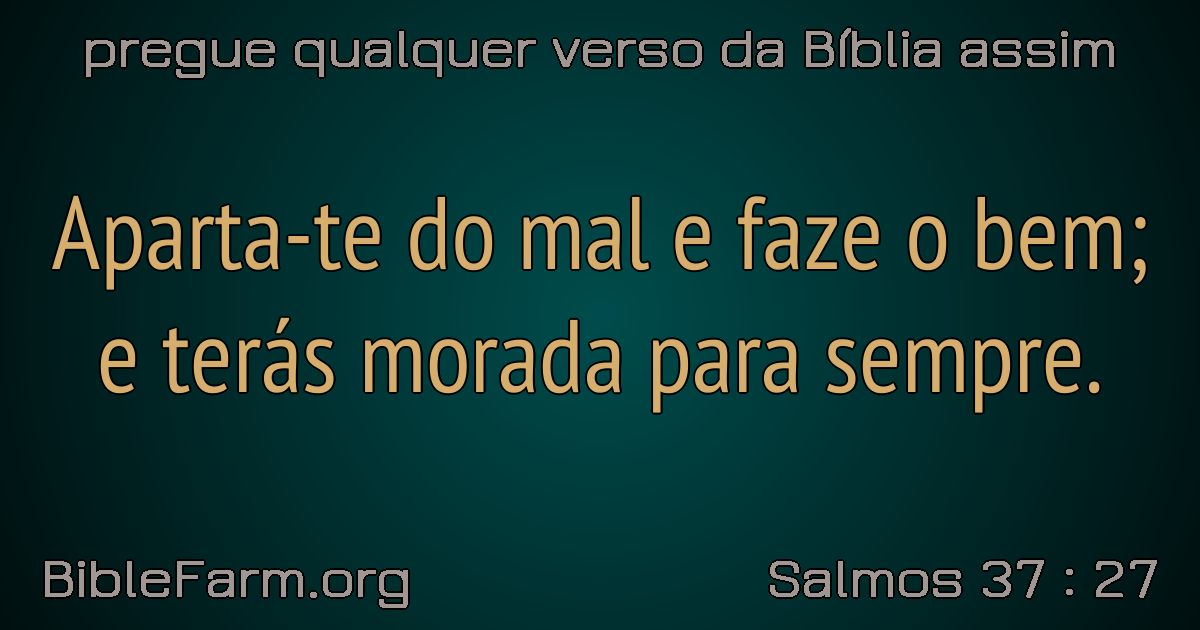 pregue qualquer verso da Bíblia assim
Aparta-te do mal e faze o bem;
e terás morada para sempre.
BibleFarm.org
Salmos 37 : 27